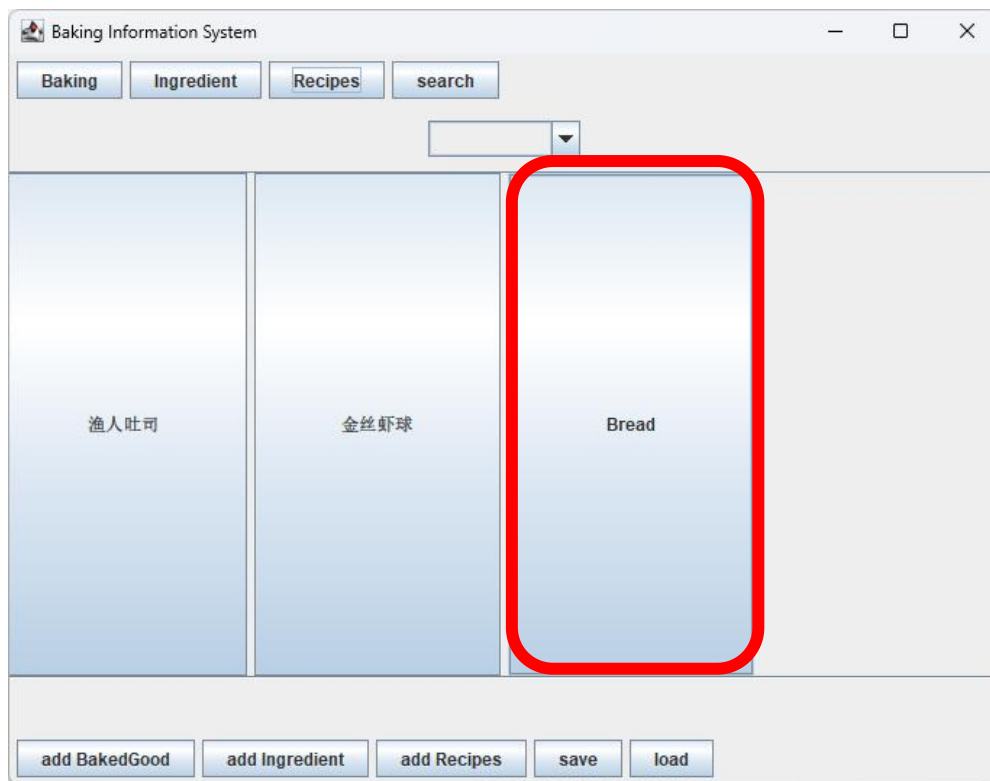 Baking Information System
Baking Ingredient Recipes search
渔人吐司 金丝虾球 Bread
add BakedGood add Ingredient add Recipes save load